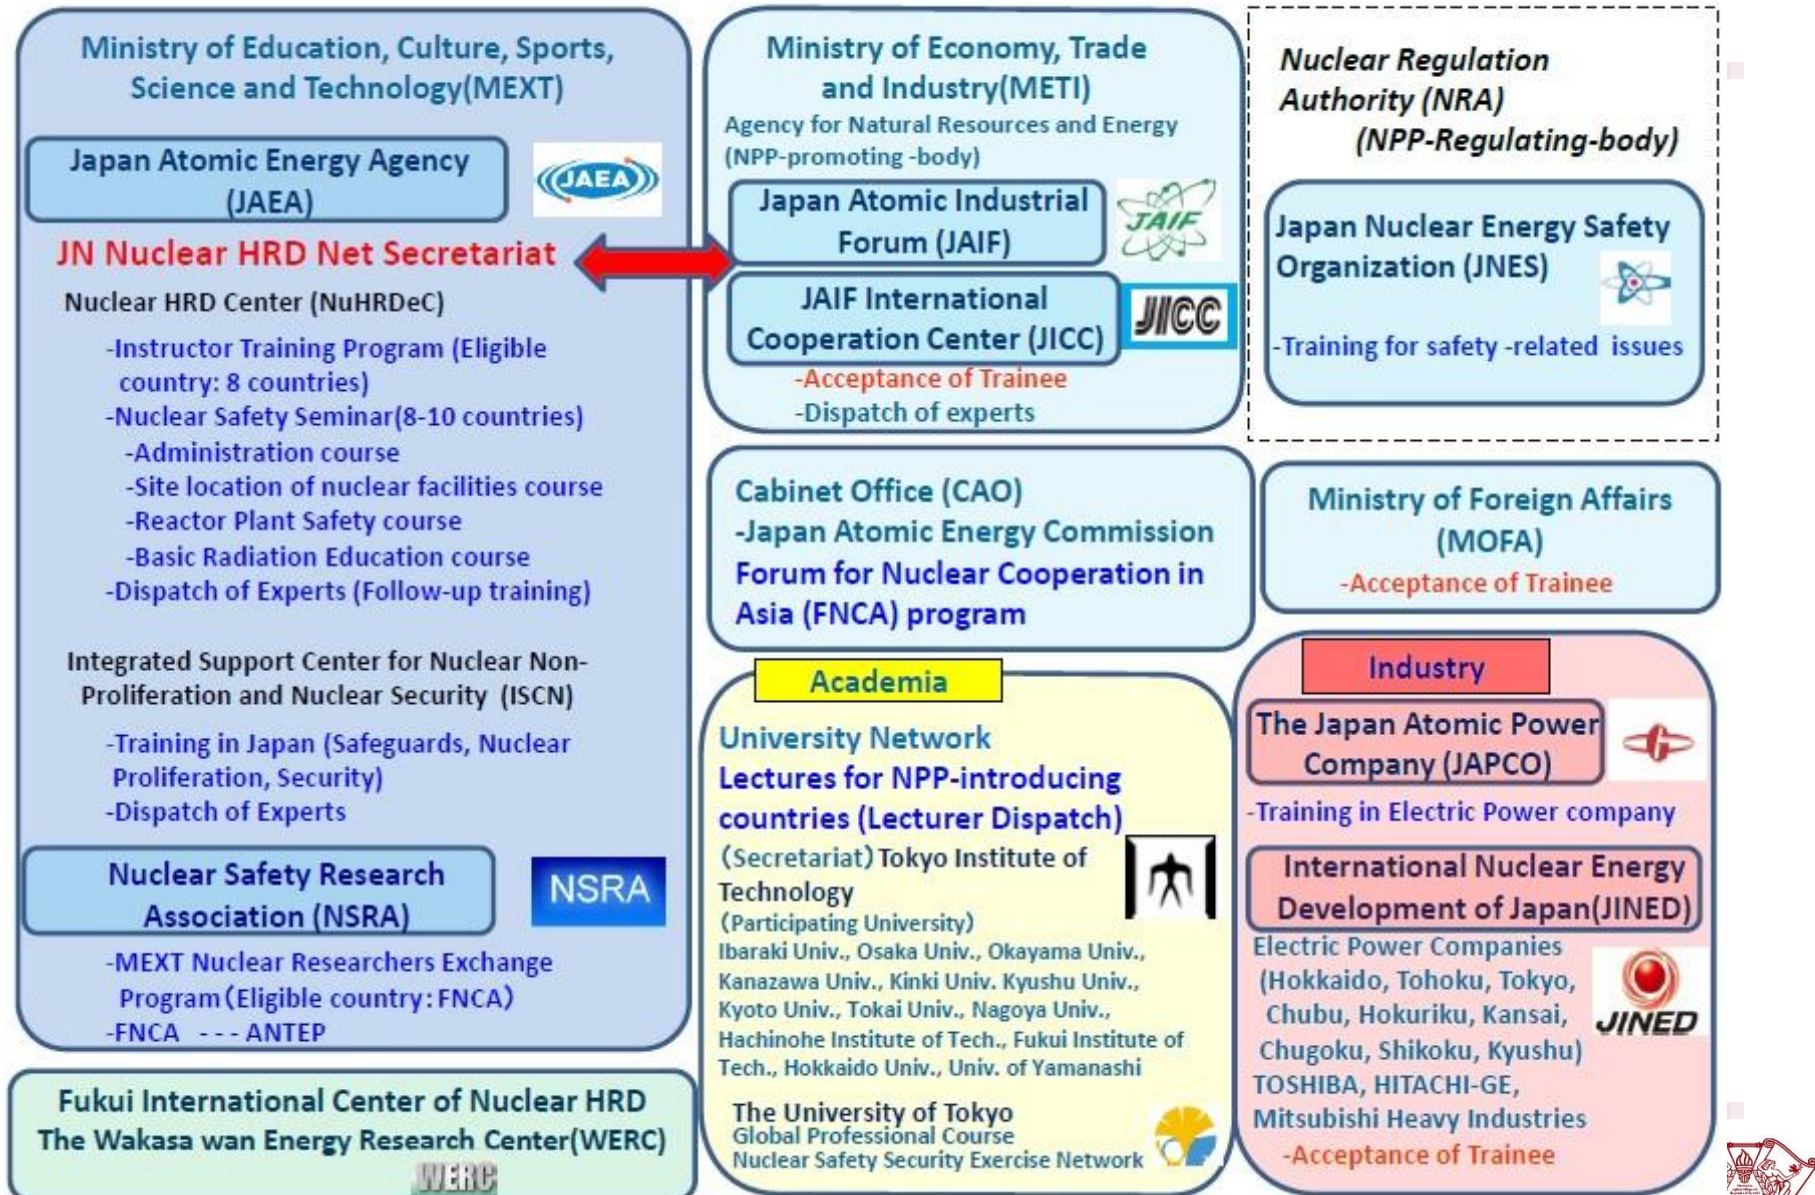 Ministry of Education, Culture, Sports,
Science and Technology(MEXT)
Japan Atomic Energy Agency
(JAEA)
JAEA
JN Nuclear HRD Net Secretariat
Nuclear HRD Center (NuHRDeC)
-Instructor Training Program (Eligible
country: 8 countries)
-Nuclear Safety Seminar(8-10 countries)
-Administration course
-Site location of nuclear facilities course
-Reactor Plant Safety course
-Basic Radiation Education course
-Dispatch of Experts (Follow-up training)
Integrated Support Center for Nuclear Non-
Proliferation and Nuclear Security (ISCN)
-Training in Japan (Safeguards, Nuclear
Proliferation, Security)
-Dispatch of Experts
Nuclear Safety Research
Association (NSRA)
NSRA
-MEXT Nuclear Researchers Exchange
Program(Eligible country:FNCA)
-FNCA - - - ANTEP
Fukui International Center of Nuclear HRD
The Wakasa wan Energy Research Center(WERC)
WERC
Ministry of Economy, Trade
and Industry(METI)
Agency for Natural Resources and Energy
(NPP-promoting -body)
Japan Atomic Industrial
Forum (JAIF)
JAIF
JAIF International
Cooperation Center (JICC)
JICC
-Acceptance of Trainee
-Dispatch of experts
Cabinet Office (CAO)
-Japan Atomic Energy Commission
Forum for Nuclear Cooperation in
Asia (FNCA) program
Academia
University Network
Lectures for NPP-introducing
countries (Lecturer Dispatch)
(Secretariat)Tokyo Institute of
Technology
(Participating University)
Ibaraki Univ., Osaka Univ., Okayama Univ.,
Kanazawa Univ., Kinki Univ. Kyushu Univ.,
Kyoto Univ., Tokai Univ., Nagoya Univ.,
Hachinohe Institute of Tech., Fukui Institute of
Tech., Hokkaido Univ., Univ. of Yamanashi
The University of Tokyo
Global Professional Course
Nuclear Safety Security Exercise Network
Nuclear Regulation
Authority (NRA)
(NPP-Regulating-body)
Japan Nuclear Energy Safety
Organization (JNES)
-Training for safety -related issues
Ministry of Foreign Affairs
(MOFA)
-Acceptance of Trainee
Industry
The Japan Atomic Power
Company (JAPCO)
-Training in Electric Power company
International Nuclear Energy
Development of Japan(JINED)
Electric Power Companies
(Hokkaido, Tohoku, Tokyo,
Chubu, Hokuriku, Kansai,
Chugoku, Shikoku, Kyushu)
JINED
TOSHIBA, HITACHI-GE,
Mitsubishi Heavy Industries
-Acceptance of Trainee